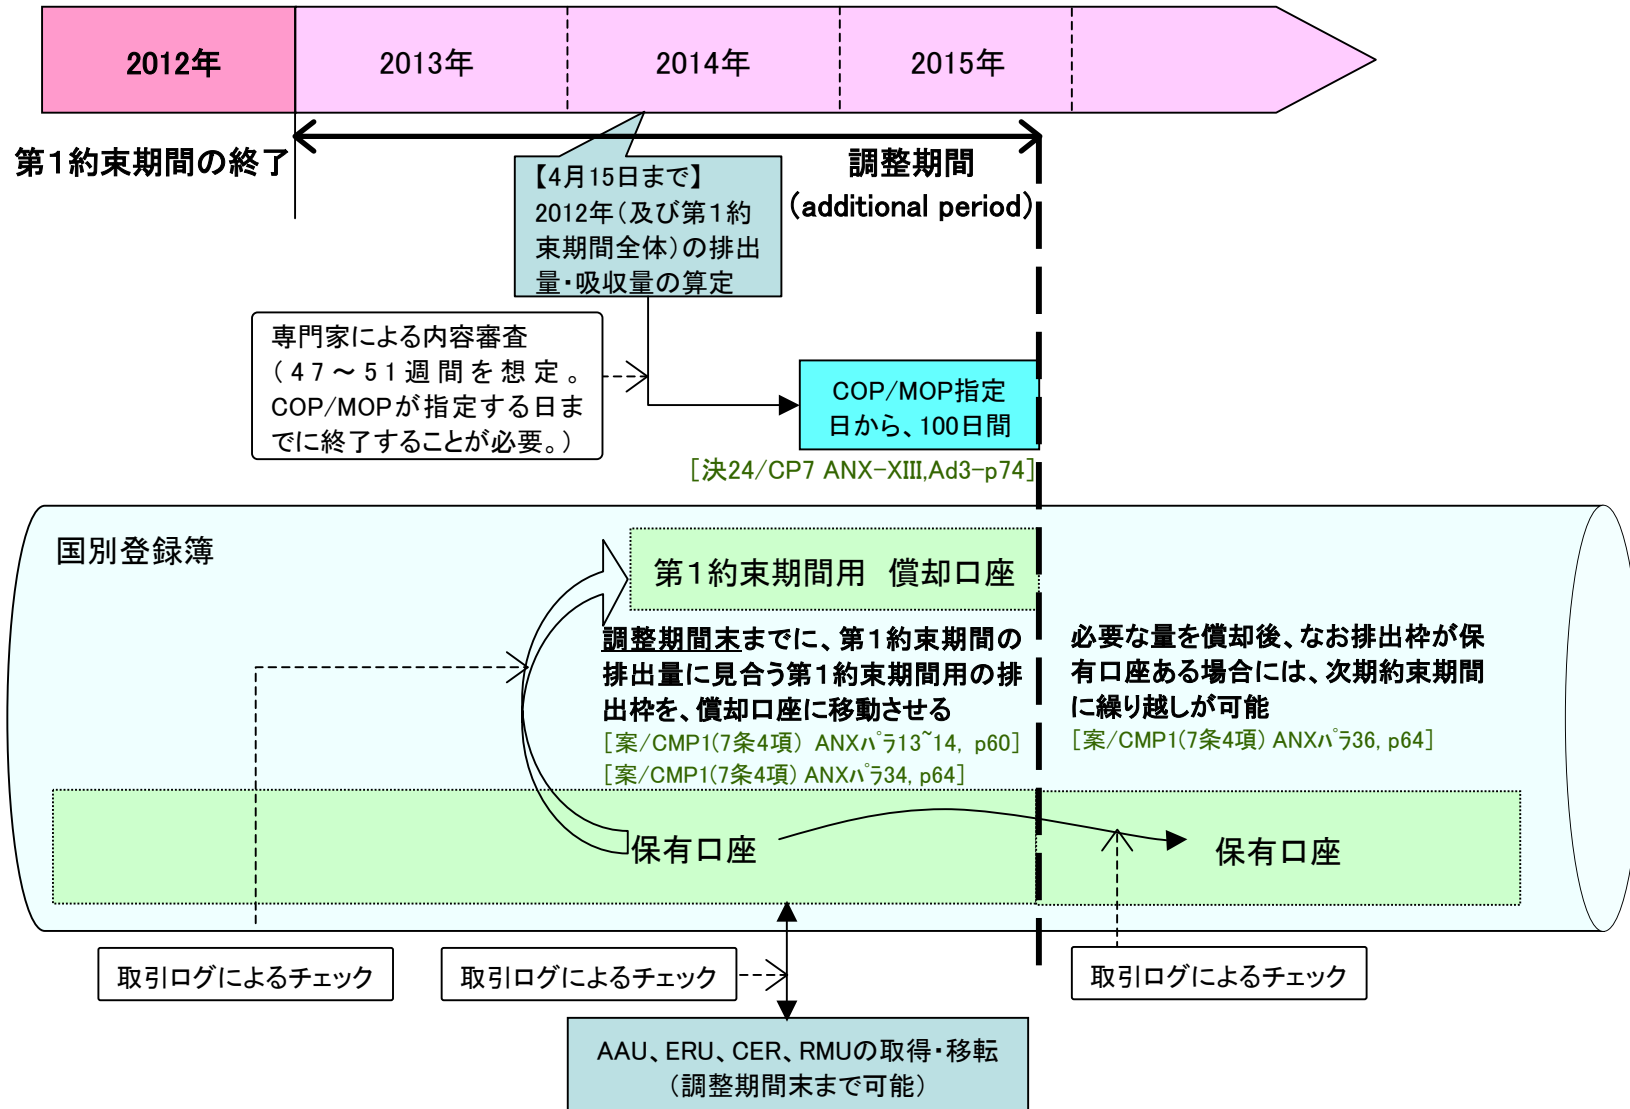 2012年
2013年
2014年
2015年
第1約束期間の終了
調整期間
(additional period)
【4月15日まで】
2012年(及び第1約
束期間全体)の排出
量・吸収量の算定
専門家による内容審査
(47～51週間を想定。
COP/MOPが指定する日ま
でに終了することが必要。)
COP/MOP指定
日から、100日間
[決24/CP7 ANX-XIII,Ad3-p74]
国別登録簿
第1約束期間用 償却口座
調整期間末までに、第1約束期間の
排出量に見合う第1約束期間用の排
出枠を、償却口座に移動させる
[案/CMP1(7条4項) ANXﾊﾟﾗ13~14, p60]
[案/CMP1(7条4項) ANXﾊﾟﾗ34, p64]
必要な量を償却後、なお排出枠が保
有口座ある場合には、次期約束期間
に繰り越しが可能
[案/CMP1(7条4項) ANXﾊﾟﾗ36, p64]
保有口座
保有口座
取引ログによるチェック
取引ログによるチェック
取引ログによるチェック
AAU、ERU、CER、RMUの取得・移転
(調整期間末まで可能)